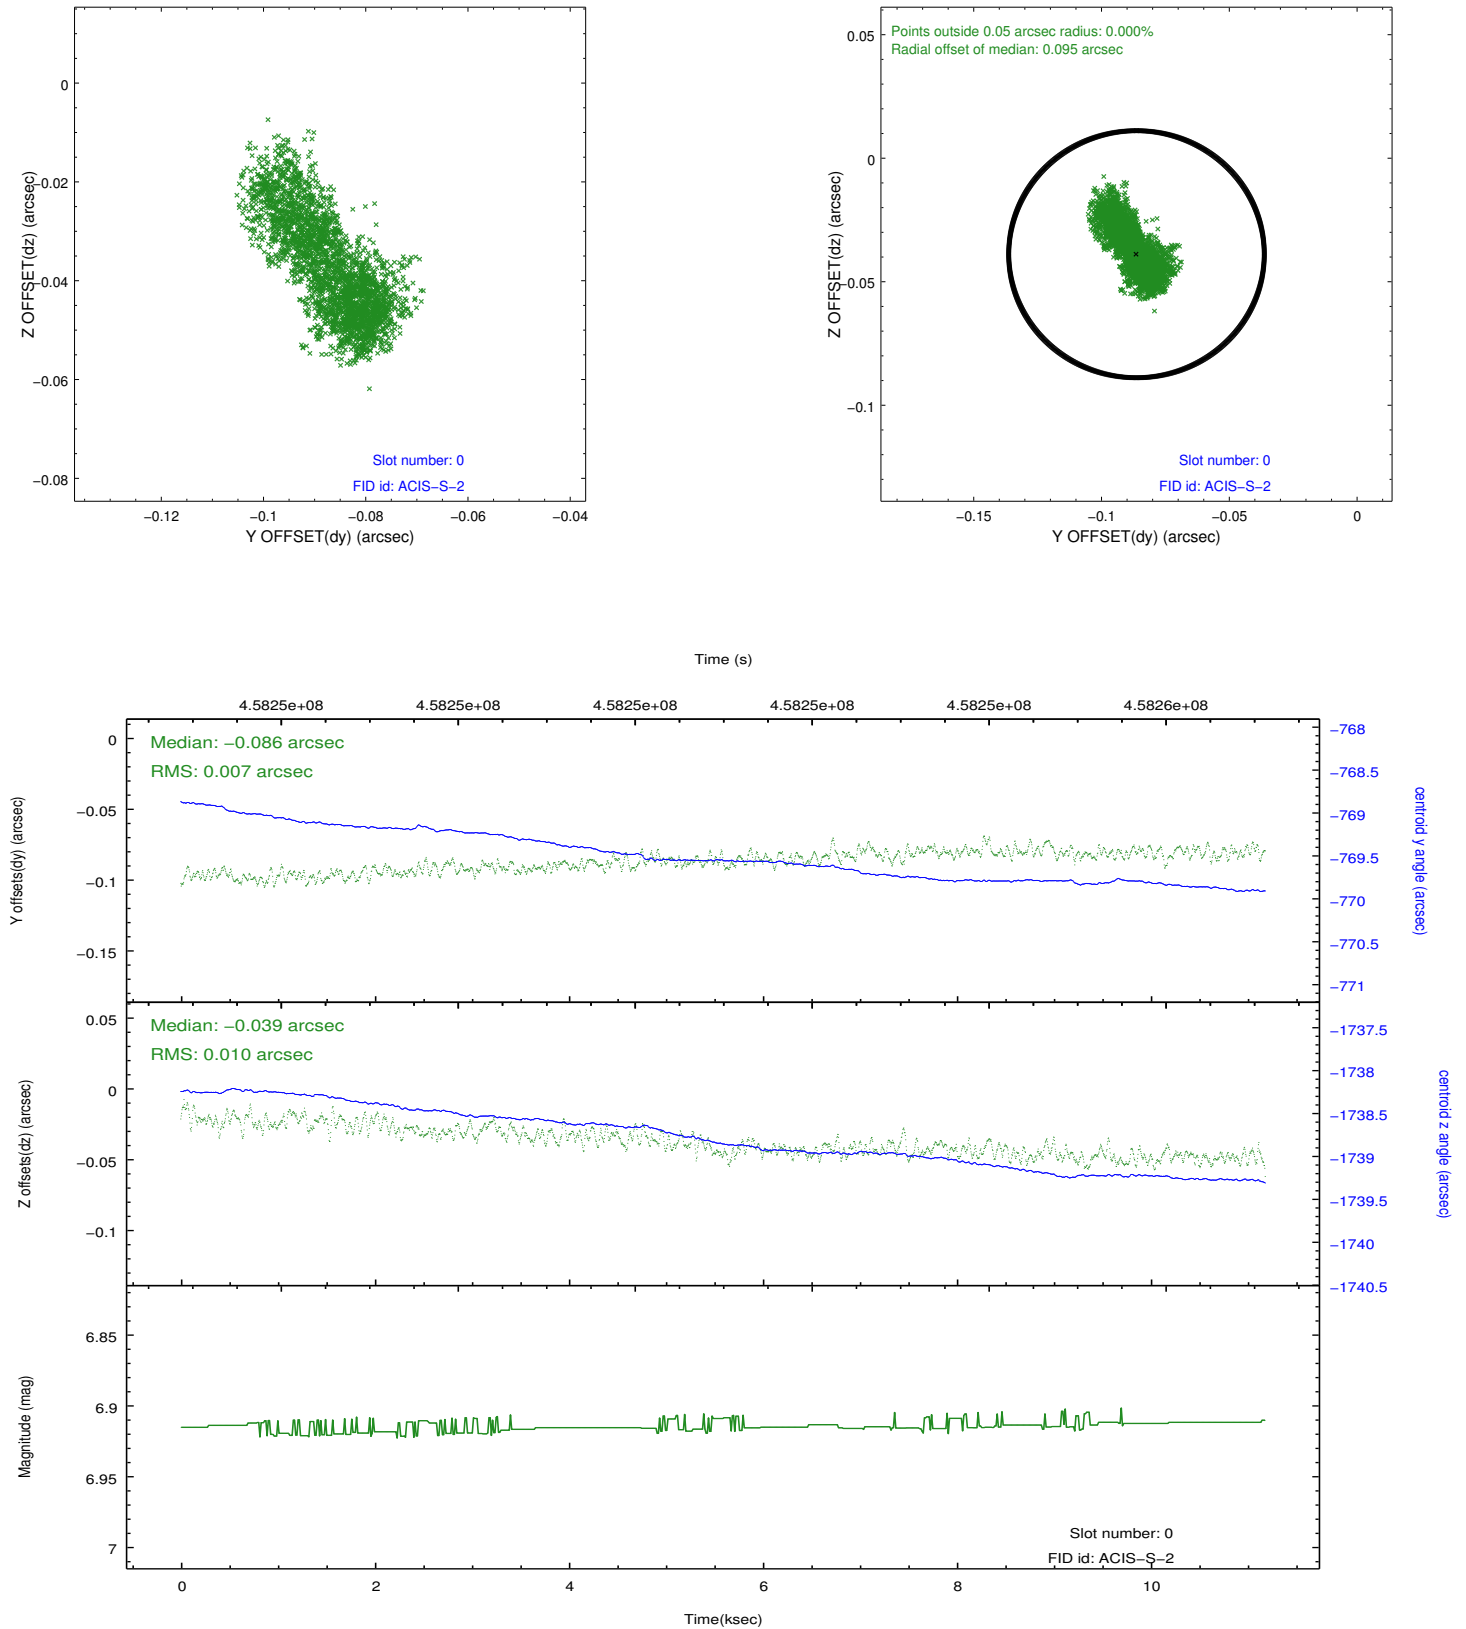 0
−0.02
−0.04
−0.06
−0.08
Z OFFSET(dz) (arcsec)
Slot number: 0
FID id: ACIS−S−2
−0.12
−0.1
−0.08
−0.06
−0.04
Y OFFSET(dy) (arcsec)
Points outside 0.05 arcsec radius: 0.000%
Radial offset of median: 0.095 arcsec
0.05
0
−0.05
−0.1
Z OFFSET(dz) (arcsec)
Slot number: 0
FID id: ACIS−S−2
−0.15
−0.1
−0.05
0
Y OFFSET(dy) (arcsec)
Time (s)
4.5825e+08
4.5825e+08
4.5825e+08
4.5825e+08
4.5825e+08
4.5826e+08
Median: −0.086 arcsec
RMS: 0.007 arcsec
0
−0.05
−0.1
−0.15
Y offsets(dy) (arcsec)
−768
−768.5
−769
−769.5
−770
−770.5
−771
centroid y angle (arcsec)
Median: −0.039 arcsec
RMS: 0.010 arcsec
0.05
0
−0.05
−0.1
Z offsets(dz) (arcsec)
−1737.5
−1738
−1738.5
−1739
−1739.5
−1740
−1740.5
centroid z angle (arcsec)
6.85
6.9
6.95
7
Magnitude (mag)
Slot number: 0
FID id: ACIS−S−2
0
2
4
6
8
10
Time(ksec)